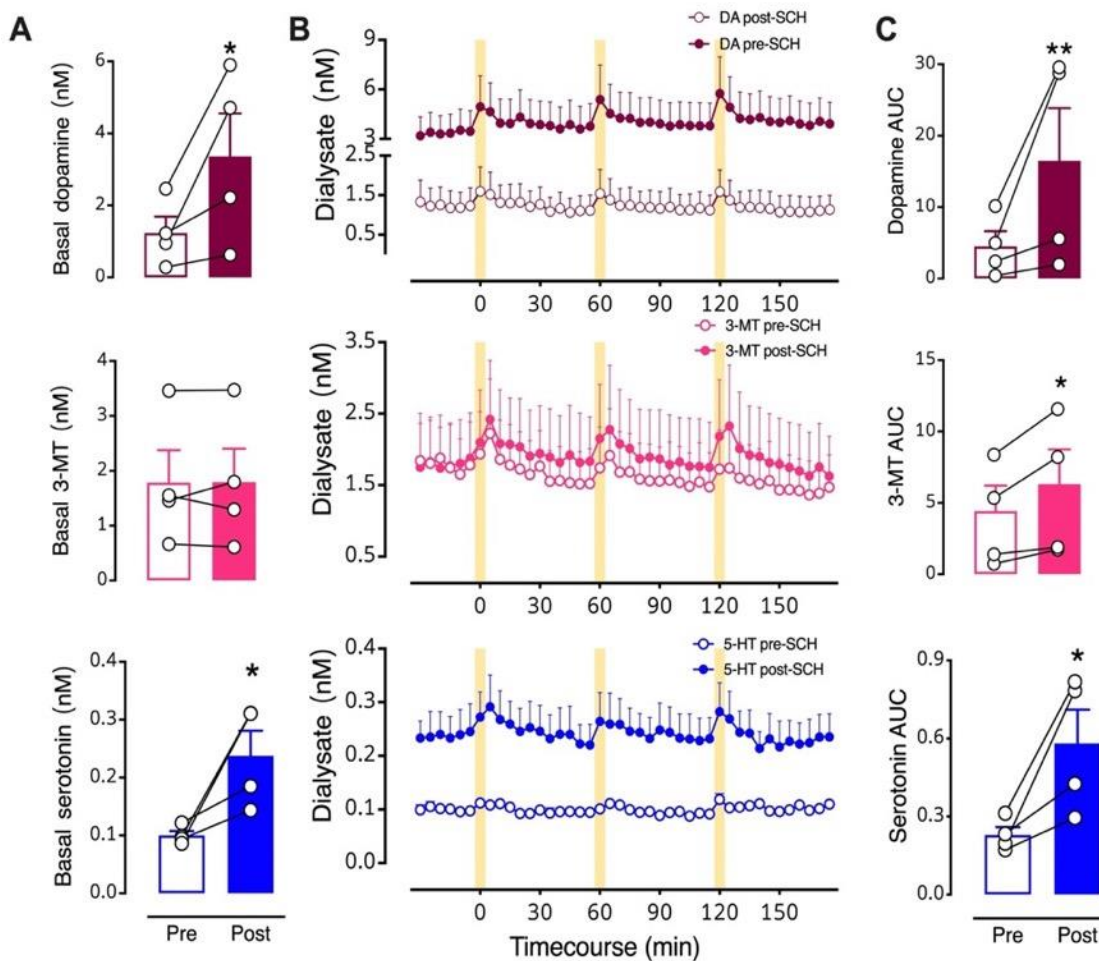 A
Basal dopamine (nM)
6
4
2
0
*
B
Dialysate (nM)
9
6
3
2.5
1.5
0.5
DA post-SCH
DA pre-SCH
0 30 60 90 120 150
C
Dopamine AUC
30
20
10
0
**
Basal 3-MT (nM)
4
3
2
1
0
Dialysate (nM)
3.5
2.5
1.5
0.5
3-MT pre-SCH
3-MT post-SCH
0 30 60 90 120 150
3-MT AUC
15
10
5
0
*
Basal serotonin (nM)
0.4
0.3
0.2
0.1
0.0
*
Pre Post
Dialysate (nM)
0.4
0.3
0.2
0.1
0.0
5-HT pre-SCH
5-HT post-SCH
0 30 60 90 120 150
Timecourse (min)
Serotonin AUC
0.9
0.6
0.3
0.0
*
Pre Post